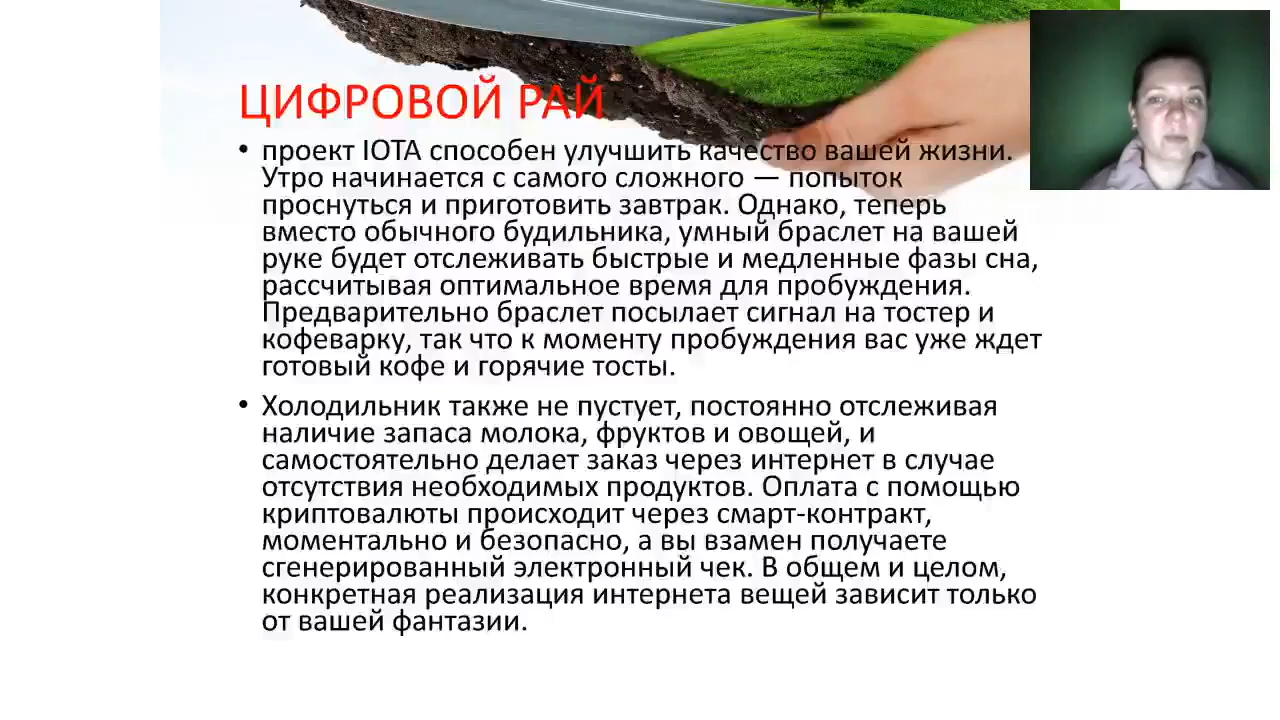 ЦИФРОВОЙ РАЙ
• проект IOTA способен улучшить качество вашей жизни.
Утро начинается с самого сложного — попыток
проснуться и приготовить завтрак. Однако, теперь
вместо обычного будильника, умный браслет на вашей
руке будет отслеживать быстрые и медленные фазы сна,
рассчитывая оптимальное время для пробуждения.
Предварительно браслет посылает сигнал на тостер и
кофеварку, так что к моменту пробуждения вас уже ждет
готовый кофе и горячие тосты.
• Холодильник также не пустует, постоянно отслеживая
наличие запаса молока, фруктов и овощей, и
самостоятельно делает заказ через интернет в случае
отсутствия необходимых продуктов. Оплата с помощью
криптовалюты происходит через смарт-контракт,
моментально и безопасно, а вы взамен получаете
сгенерированный электронный чек. В общем и целом,
конкретная реализация интернета вещей зависит только
от вашей фантазии.